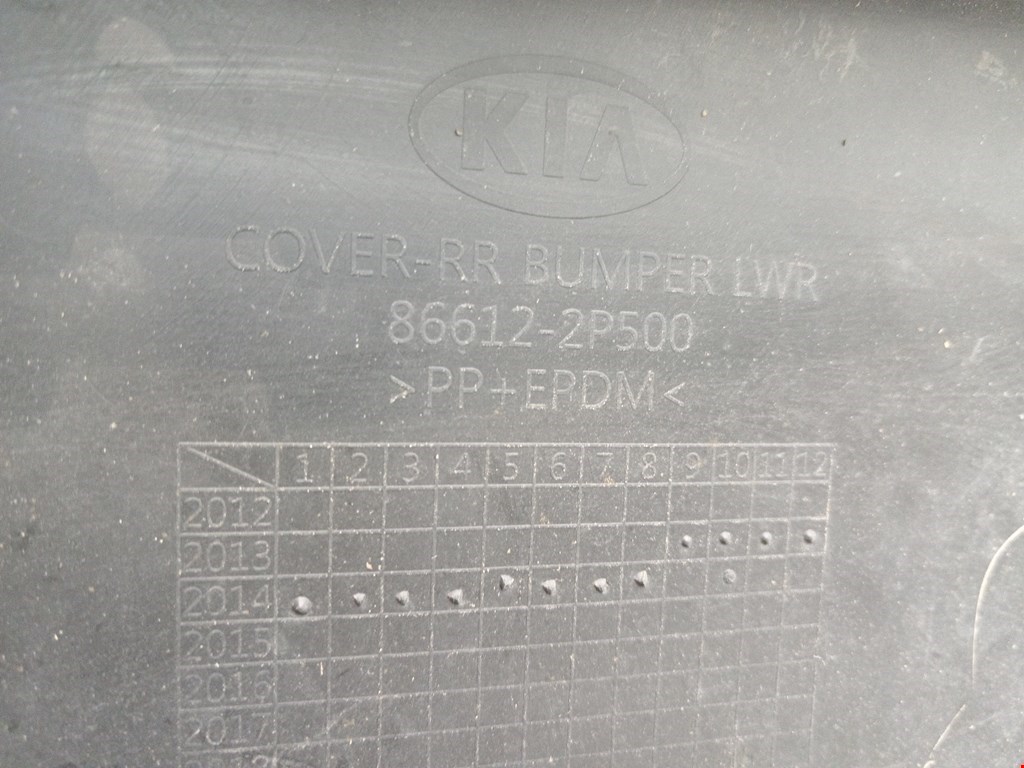 KIA
COVER-RR BUMPER LWR
86612-2P500
>PP+EPDM<
1 2 3 4 5 6 7 8 9 10 11 12
2012
2013
2014
2015
2016
2017